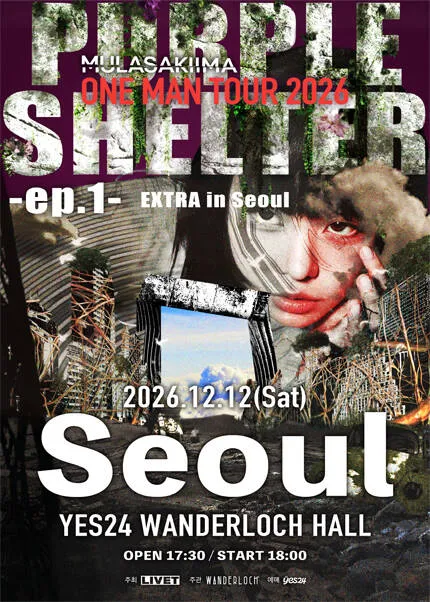 PURPLE
MULASAKIIMA
ONE MAN TOUR 2026
SHELTER
-ep.1- EXTRA in Seoul
2026.12.12(Sat)
Seoul
YES24 WANDERLOCH HALL
OPEN 17:30 / START 18:00
주최 LIVET 주관 WANDERLOCH 예매 yes24